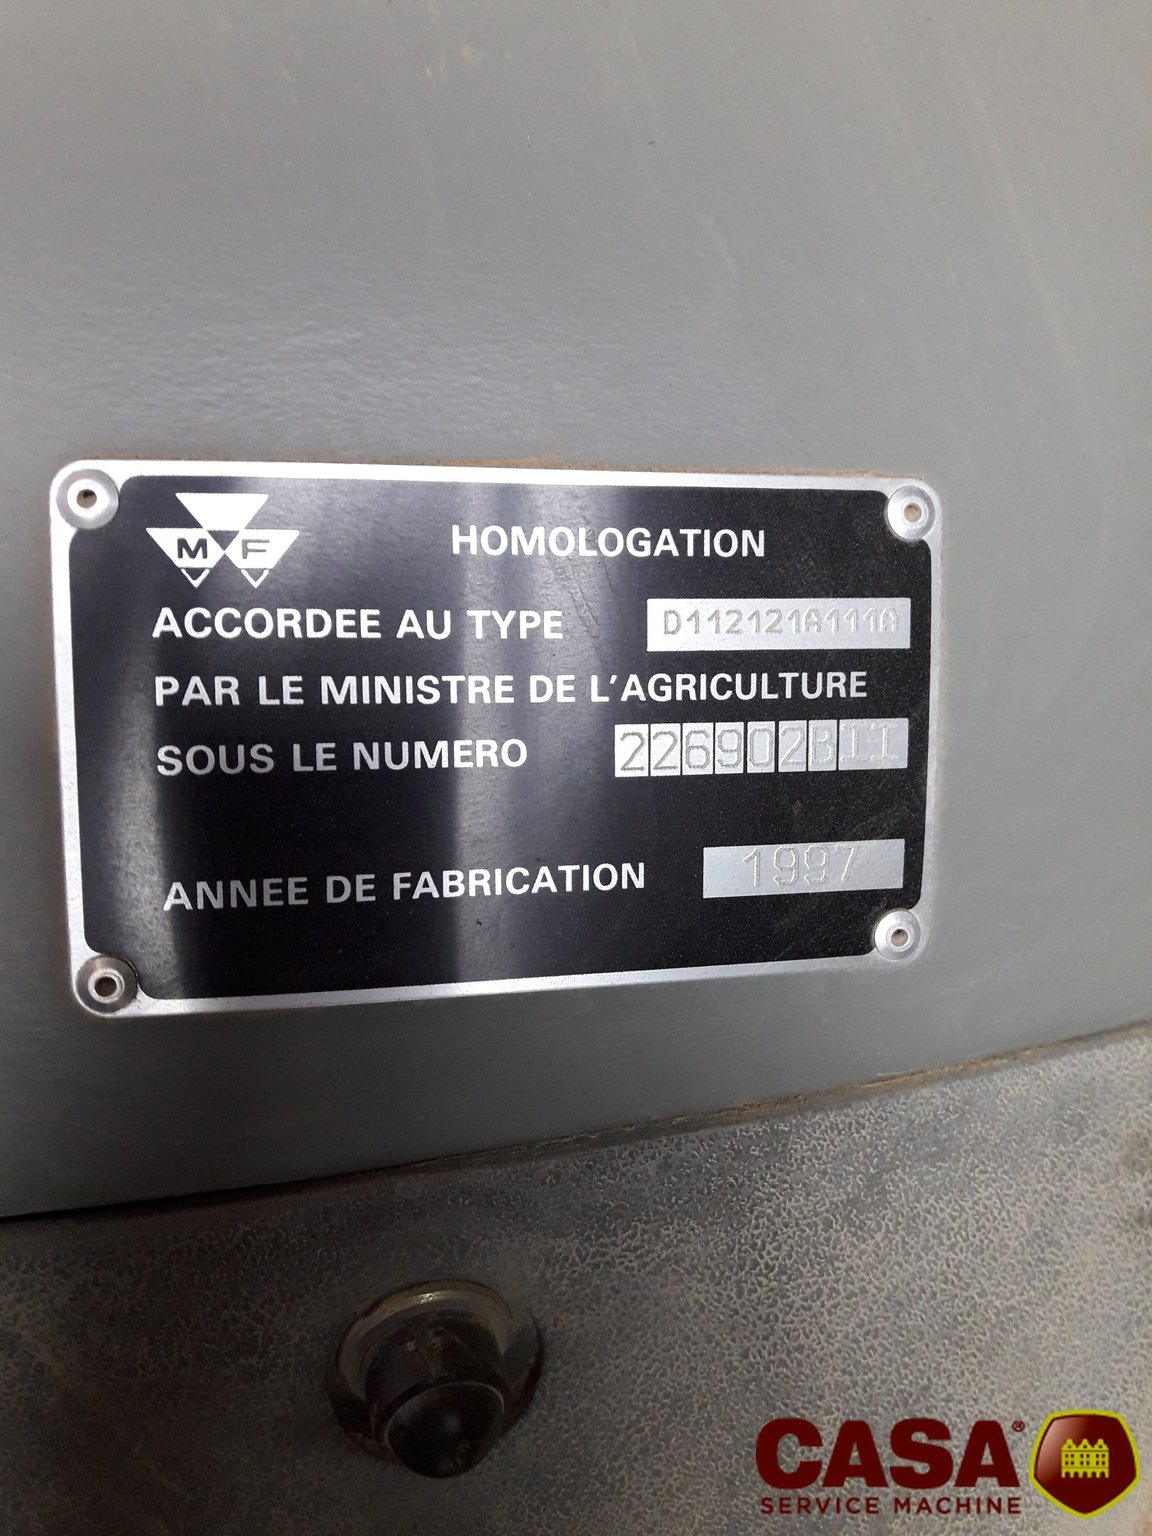 MF
HOMOLOGATION
ACCORDEE AU TYPE D112121A111A
PAR LE MINISTRE DE L'AGRICULTURE
SOUS LE NUMERO 226902BII
ANNEE DE FABRICATION 1997
CASA®
SERVICE MACHINE